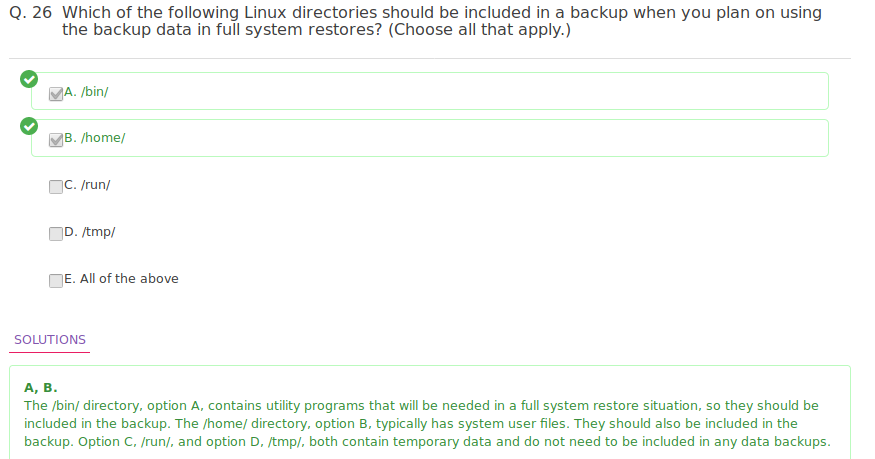 Q. 26 Which of the following Linux directories should be included in a backup when you plan on using
the backup data in full system restores? (Choose all that apply.)
A. /bin/
B. /home/
C. /run/
D. /tmp/
E. All of the above
SOLUTIONS
A, B.
The /bin/ directory, option A, contains utility programs that will be needed in a full system restore situation, so they should be
included in the backup. The /home/ directory, option B, typically has system user files. They should also be included in the
backup. Option C, /run/, and option D, /tmp/, both contain temporary data and do not need to be included in any data backups.